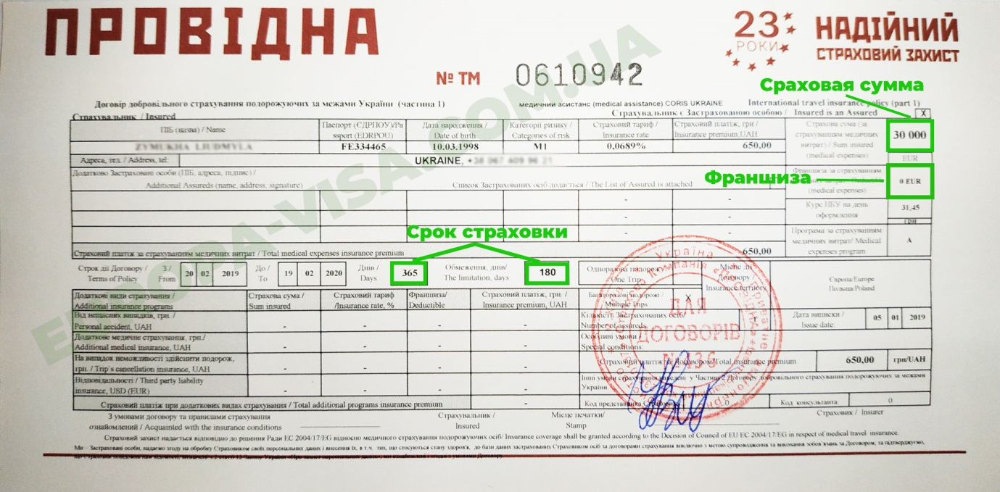 ПРОВІДНА
23 РОКИ
НАДІЙНИЙ
СТРАХОВИЙ ЗАХИСТ
№ ТМ 0610942
Сраховая сумма
Договір добровільного страхування подорожуючих за межами України (частина 1)
медичний асистанс (medical assistance) CORIS UKRAINE
International travel insurance policy (part 1)
Страхувальник / Insured
Страхувальник ( Застрахованою особою / Insured is an Assured X
ПІБ (назва) / Name
Паспорт (ЄДРПОУ)/Pa
ssport (EDRPOU)
Дата народження /
Date of birth
Категорії ризику /
Categories of risk
Страховий тариф /
Insurance rate
Страховий платіж, грн /
Insurance premium,UAH
Страхова сума (за
страхуванням медичних
витрат) / Sum insured
(medical expenses)
30 000
EUR
FE334465
10.03.1998
M1
0,0689%
650,00
Адреса, тел. / Address, tel:
UKRAINE, +
Додатково Застраховані особи (ПІБ, адреса, підпис) /
Additional Assureds (name, address, signature)
Список Застрахованих осіб додається / The List of Assured is attached
Франшиза
Франшиза за страхуванням
(medical expenses)
0 EUR
- -
- -
- -
Курс НБУ на день
оформлення
31,45
ГРН
Програма за страхуванням
медичних витрат/ Medical
expenses program
A
Срок страховки
Страховий платіж за страхуванням медичних витрат / Total medical expenses insurance premium
650,00
Строк дії Договору /
Terms of Policy
З /
From
20 02 2019
До /
To
19 02 2020
Днів /
Days
365
Обмеження, днів/
The limitation, days
180
Одноразова подорож /
One Trip
Місце дії
Договору /
Insurance territory
Європа/Europe
Польща/Poland
Додаткові види страхування /
Additional insurance programs
Страхова сума /
Sum insured
Страховий тариф
/Insurance rate, %
Франшиза/
Deductible
Страховий платіж, грн. /
Insurance premium, UAH
Багаторазові подорожі /
Multiple Trips
X
Від нещасних випадків, грн. /
Personal accident, UAH
- - - -
Кількість Застрахованих осіб/
Number of assureds
1
Дата виписки /
Issue date
05 01 2019
Додаткове медичне страхування, грн./
Additional medical insurance, UAH
- - - -
Особливі умови /
Special conditions:
На випадок неможливості здійснити подорож,
грн. / Trip`s cancellation insurance, UAH
- - - -
Страховий платіж за Договором/Total insurance premium
650,00 грн/UAH
Відповідальності / Third party liability
insurance, USD (EUR)
- - - -
Інші умови страхування наведені у Частині 2 Договору добровільного страхування подорожуючих за межами
України.
Страховий платіж при додаткових видах страхування / Total additional programs insurance premium
-
Код представника Страховика 0
Код консультанта 0
Україна
ДЛЯ
ДОГОВОРІВ
З умовами договору та правилами страхування
ознайомлений / Acquainted with the insurance conditions
Страхувальник /
Insured
Місце печатки/
Stamp
Страховик / Insurer
Страховий захист надається відповідно до рішення Ради ЕС 2004/17/EG відносно медичного страхування подорожуючих осіб/ Insurance coverage shall be granted according to the Decision of Council of EU EC 2004/17/EG in respect of medical travel insurance.
Ми – Застраховані особи, надаємо згоду на обробку Страховиком своїх персональних даних і внесення їх, в т.ч. тих, що стосуються стану здоров'я, до бази даних застрахованих Страховиком осіб за договорами страхування виключно з метою супроводження та виконання зобов'язань за Договором; та підтверджуємо,
EUROPA-VISA.COM.UA